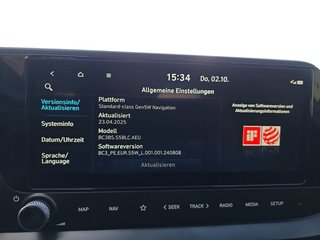 15:34 Do, 02.10.
Allgemeine Einstellungen
Versionsinfo/
Aktualisieren
Systeminfo
Datum/Uhrzeit
Sprache/
Language
Plattform
Standard-class Gen5W Navigation
Aktualisiert
23.04.2025
Modell
BC3B5.S5BLC.AEU
Softwareversion
BC3_PE.EUR.S5W_L.001.001.240808
Aktualisieren
Anzeige von Softwareversion und
Aktualisierungsinformationen
MAP
NAV
< SEEK
TRACK >
RADIO
MEDIA
SETUP